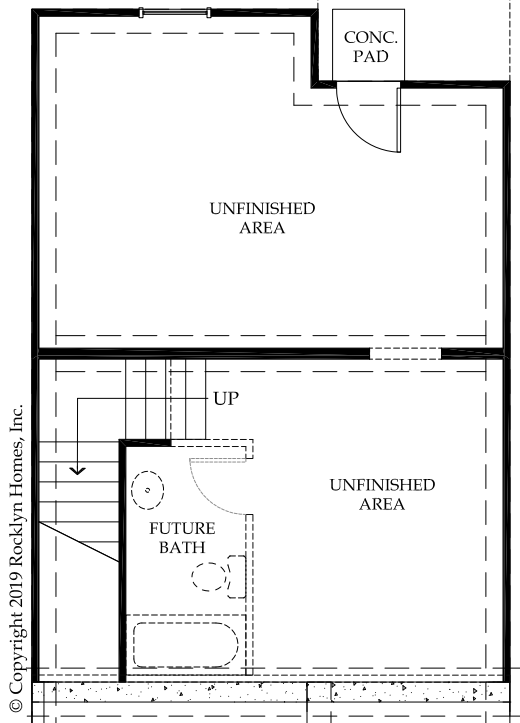 CONC.
PAD
UNFINISHED
AREA
UP
UNFINISHED
AREA
FUTURE
BATH
© Copyright 2019 Rocklyn Homes, Inc.